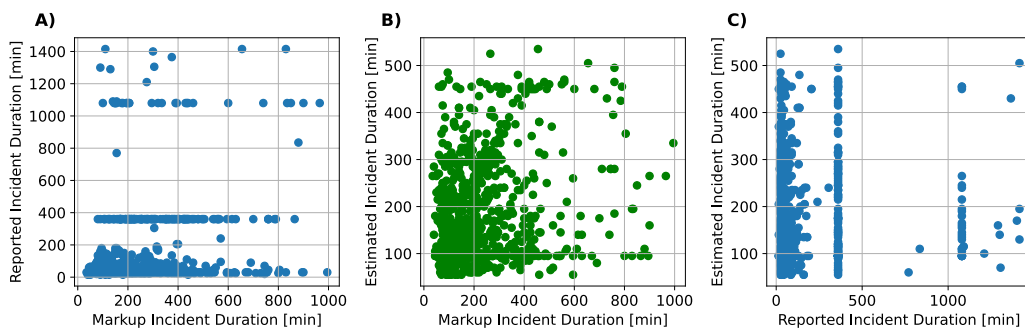 A)
Reported Incident Duration [min]
1400
1200
1000
800
600
400
200
0
0 200 400 600 800 1000
Markup Incident Duration [min]
B)
Estimated Incident Duration [min]
500
400
300
200
100
0 200 400 600 800 1000
Markup Incident Duration [min]
C)
Estimated Incident Duration [min]
500
400
300
200
100
0 500 1000
Reported Incident Duration [min]